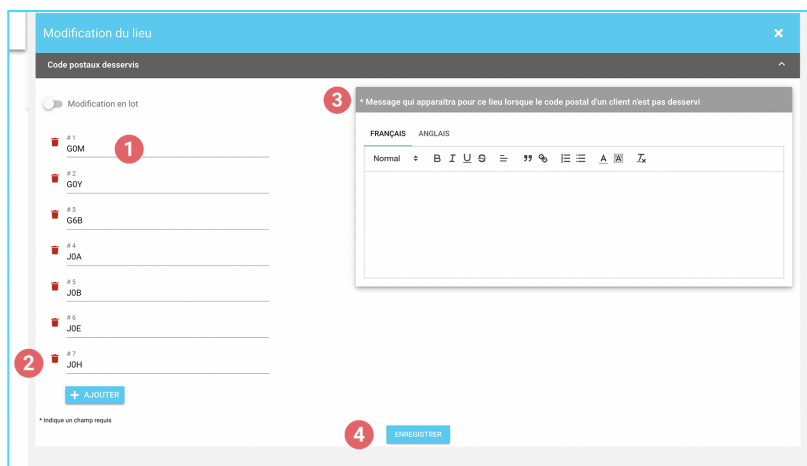 Modification du lieu
Code postaux desservis
Modification en lot
# 1
G0M
1
# 2
G0Y
# 3
G6B
# 4
J0A
# 5
J0B
# 6
J0E
# 7
J0H
2
+ AJOUTER
* Indique un champ requis
3
* Message qui apparaîtra pour ce lieu lorsque le code postal d'un client n'est pas desservi
FRANÇAIS ANGLAIS
Normal B I U S A A Tx
4
ENREGISTRER